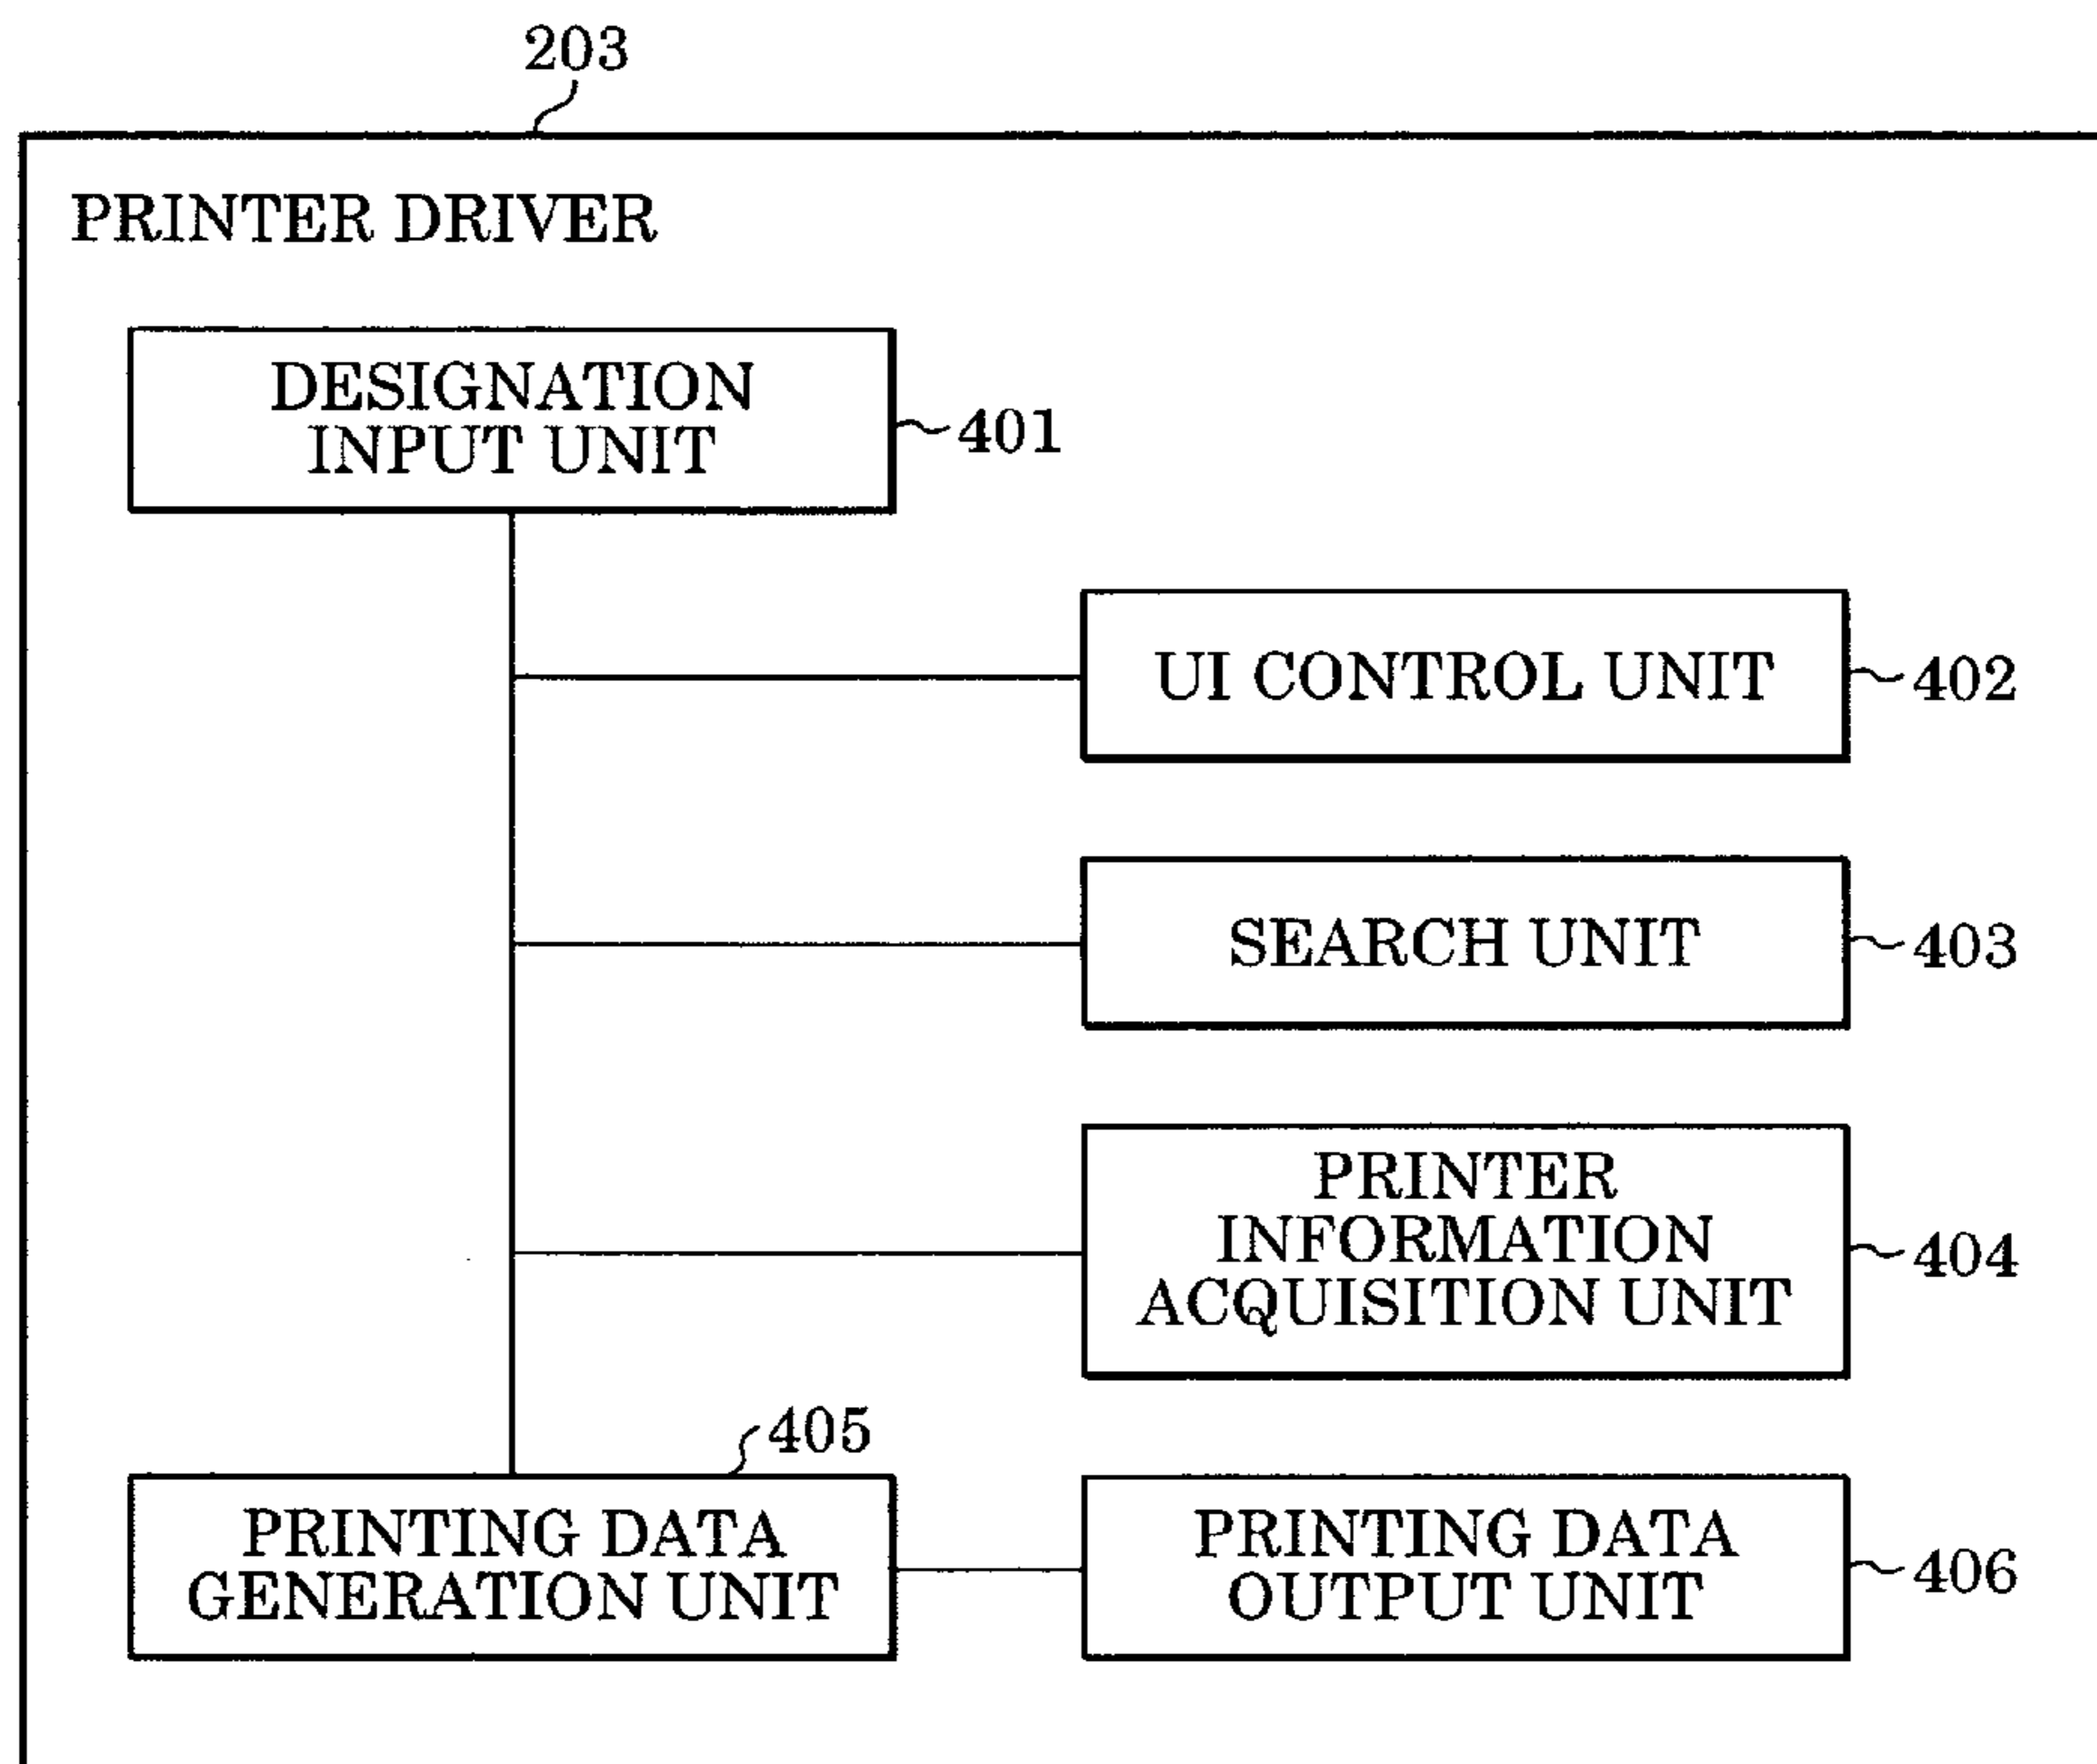 203
PRINTER DRIVER
DESIGNATION
INPUT UNIT
401
UI CONTROL UNIT
402
SEARCH UNIT
403
PRINTER
INFORMATION
ACQUISITION UNIT
404
405
PRINTING DATA
GENERATION UNIT
PRINTING DATA
OUTPUT UNIT
406